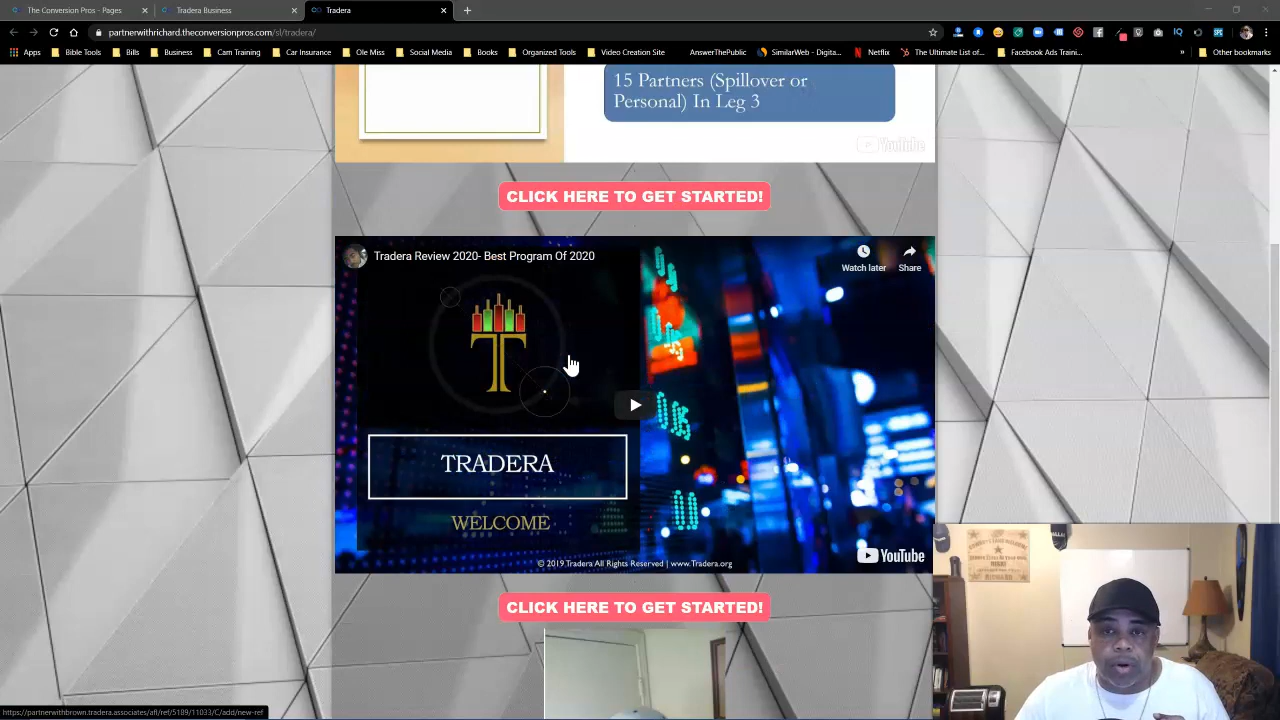 The Conversion Pros - Pages
Tradera Business
Tradera
partnerwithrichard.theconversionpros.com/sl/tradera/
Apps
Bible Tools
Bills
Business
Cam Training
Car Insurance
Ole Miss
Social Media
Books
Organized Tools
Video Creation Site
AnswerThePublic
SimilarWeb - Digita...
Netflix
The Ultimate List of...
Facebook Ads Traini...
»
Other bookmarks
15 Partners (Spillover or
Personal) In Leg 3
YouTube
CLICK HERE TO GET STARTED!
Tradera Review 2020- Best Program Of 2020
Watch later
Share
TRADERA
WELCOME
YouTube
© 2019 Tradera All Rights Reserved | www.Tradera.org
CLICK HERE TO GET STARTED!
https://partnerwithbrown.tradera.associates/afl/ref/5189/11033/C/add/new-ref